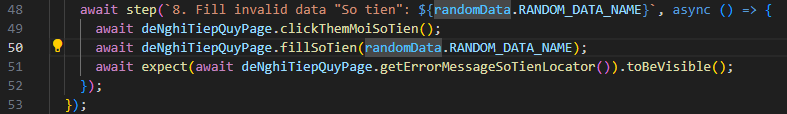 48 await step(`8. Fill invalid data "So tien": ${randomData.RANDOM_DATA_NAME}`, async () => {
49 await deNghiTiepQuyPage.clickThemMoiSoTien();
50 await deNghiTiepQuyPage.fillSoTien(randomData.RANDOM_DATA_NAME);
51 await expect(await deNghiTiepQuyPage.getErrorMessageSoTienLocator()).toBeVisible();
52 });
53 });